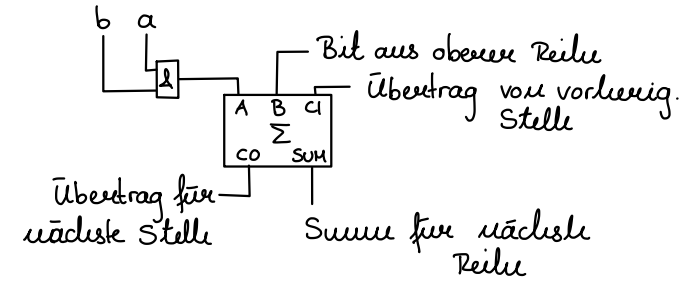 b a
Bit aus oberer Reihe
&
Übertrag von vorherig.
Stelle
A B CI
Σ
CO SUM
Übertrag für
nächste Stelle
Summe für nächste
Reihe